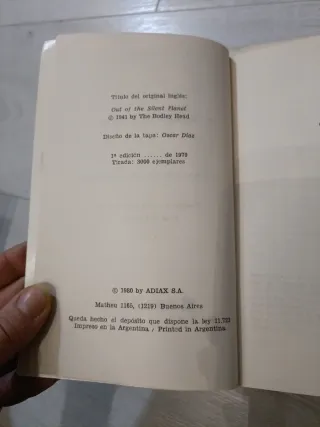 Título del original inglés:
Out of the Silent Planet
© 1941 by The Bodley Head
Diseño de la tapa: Oscar Díaz
1ª edición ...... de 1979
Tirada: 3000 ejemplares
© 1980 by ADIAX S.A.
Matheu 1185, (1219) Buenos Aires
Queda hecho el depósito que dispone la ley 11.723
Impreso en la Argentina / Printed in Argentina